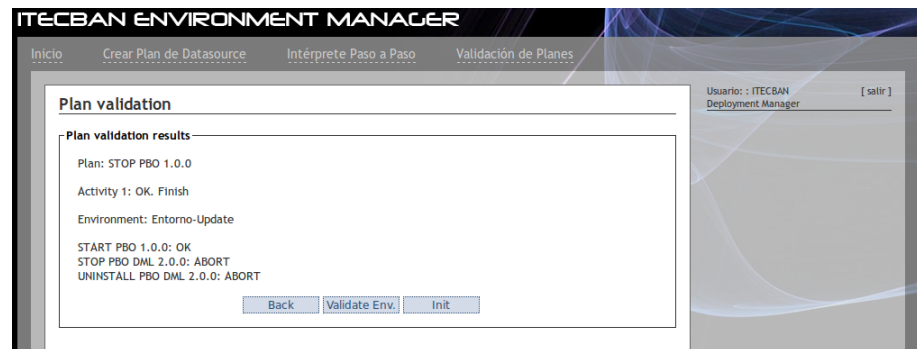 ITECBAN ENVIRONMENT MANAGER
Inicio Crear Plan de Datasource Intérprete Paso a Paso Validación de Planes
Usuario: : ITECBAN [ salir ]
Deployment Manager
Plan validation
Plan validation results
Plan: STOP PBO 1.0.0
Activity 1: OK. Finish
Environment: Entorno-Update
START PBO 1.0.0: OK
STOP PBO DML 2.0.0: ABORT
UNINSTALL PBO DML 2.0.0: ABORT
Back Validate Env. Init